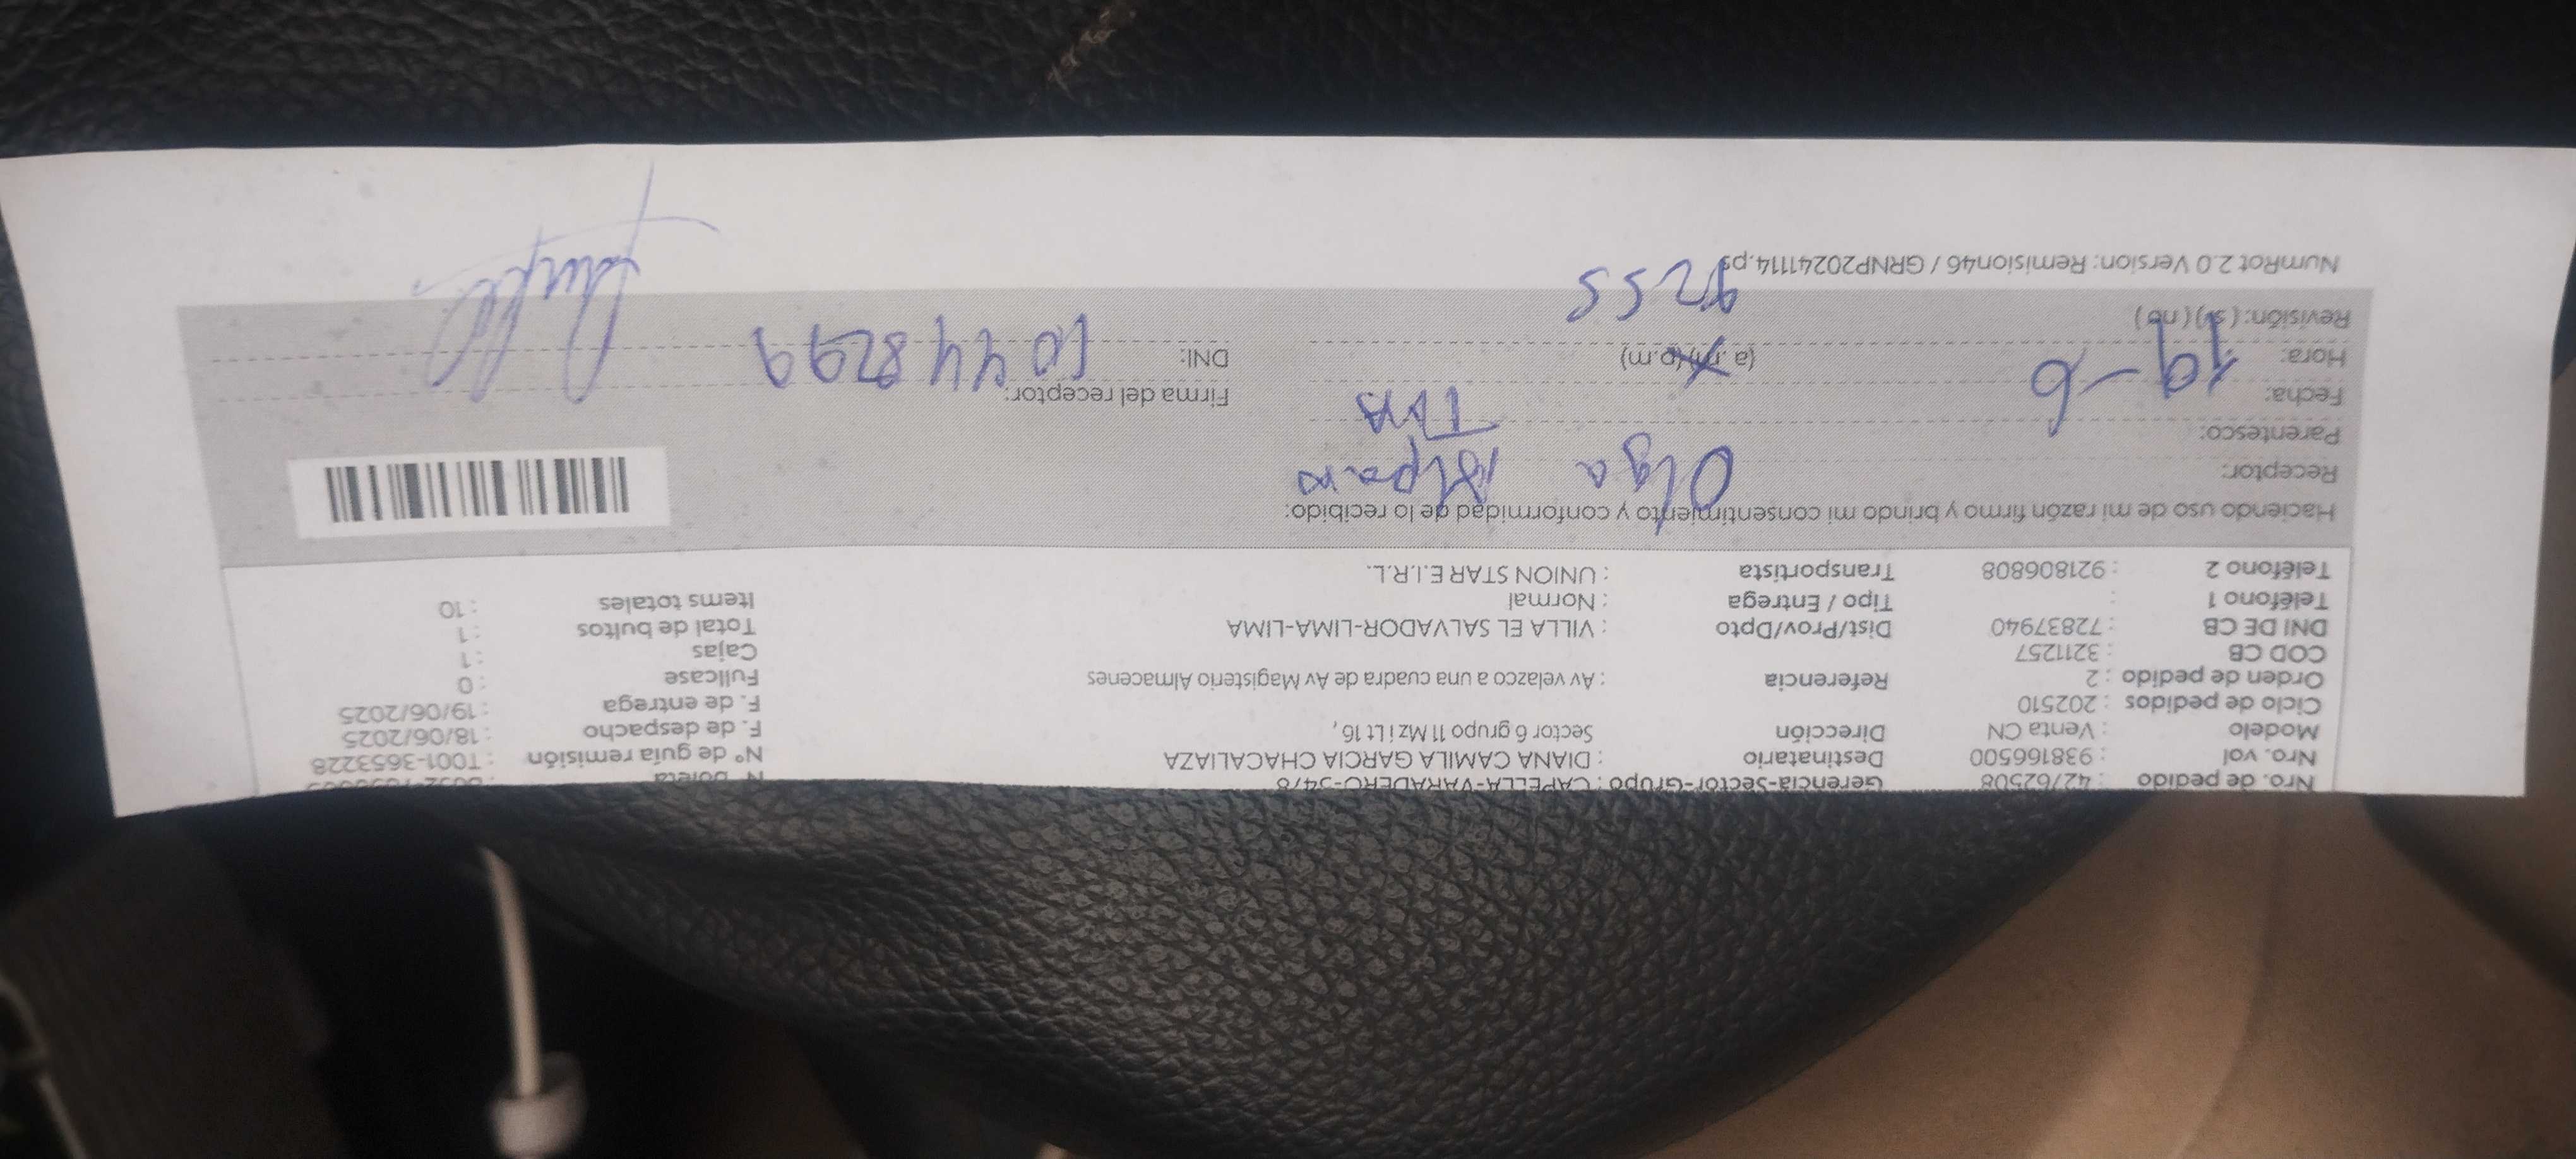 Nro. de pedido : 42762508 Gerencia-Sector-Grupo : CAPELLA-VARADERO-3478 N° boleta
Nro. vol : 938166500 Destinatario : DIANA CAMILA GARCIA CHACALIAZA N° de guía remisión : T001-3653228
Modelo : Venta CN Dirección Sector 6 grupo 11 Mz i Lt 16 , F. de despacho : 18/06/2025
Ciclo de pedidos : 202510 F. de entrega : 19/06/2025
Orden de pedido : 2 Referencia : Av velazco a una cuadra de Av Magisterio Almacenes Fullcase : 0
COD CB : 3211257 Cajas : 1
DNI DE CB : 72837940 Dist/Prov/Dpto : VILLA EL SALVADOR-LIMA-LIMA Total de bultos : 1
Teléfono 1 : Tipo / Entrega : Normal Items totales : 10
Teléfono 2 : 921806808 Transportista : UNION STAR E.I.R.L.
Haciendo uso de mi razón firmo y brindo mi consentimiento y conformidad de lo recibido:
Receptor: Olga
Parentesco:
Fecha: 19-6 Firma del receptor:
Hora: (a.m)(p.m) DNI: 10448299
Revisión: ( si) ( no )
NumRot 2.0 Version: Remision46 / GRNP20241114.ps